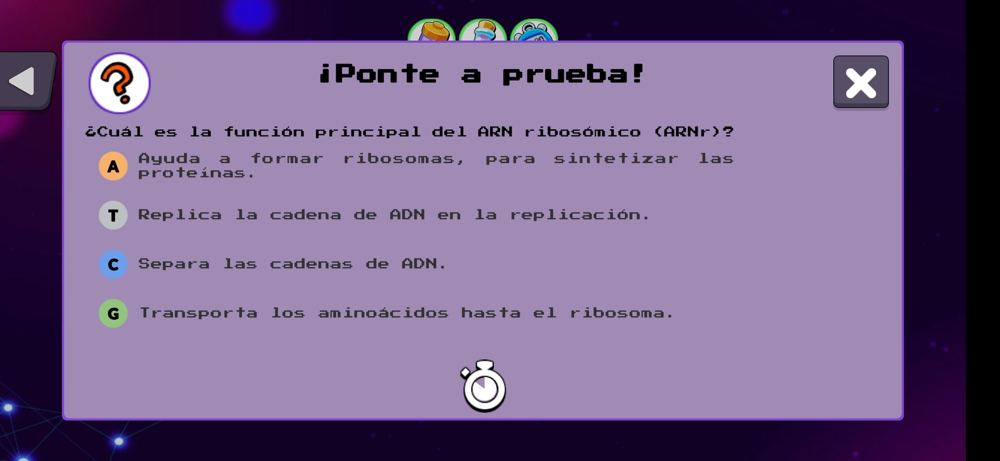 ¡Ponte a prueba!
¿Cuál es la función principal del ARN ribosómico (ARNr)?
A Ayuda a formar ribosomas, para sintetizar las
proteínas.
T Replica la cadena de ADN en la replicación.
C Separa las cadenas de ADN.
G Transporta los aminoácidos hasta el ribosoma.